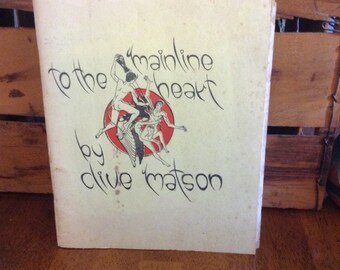 to the mainline
heart
by
clive matson